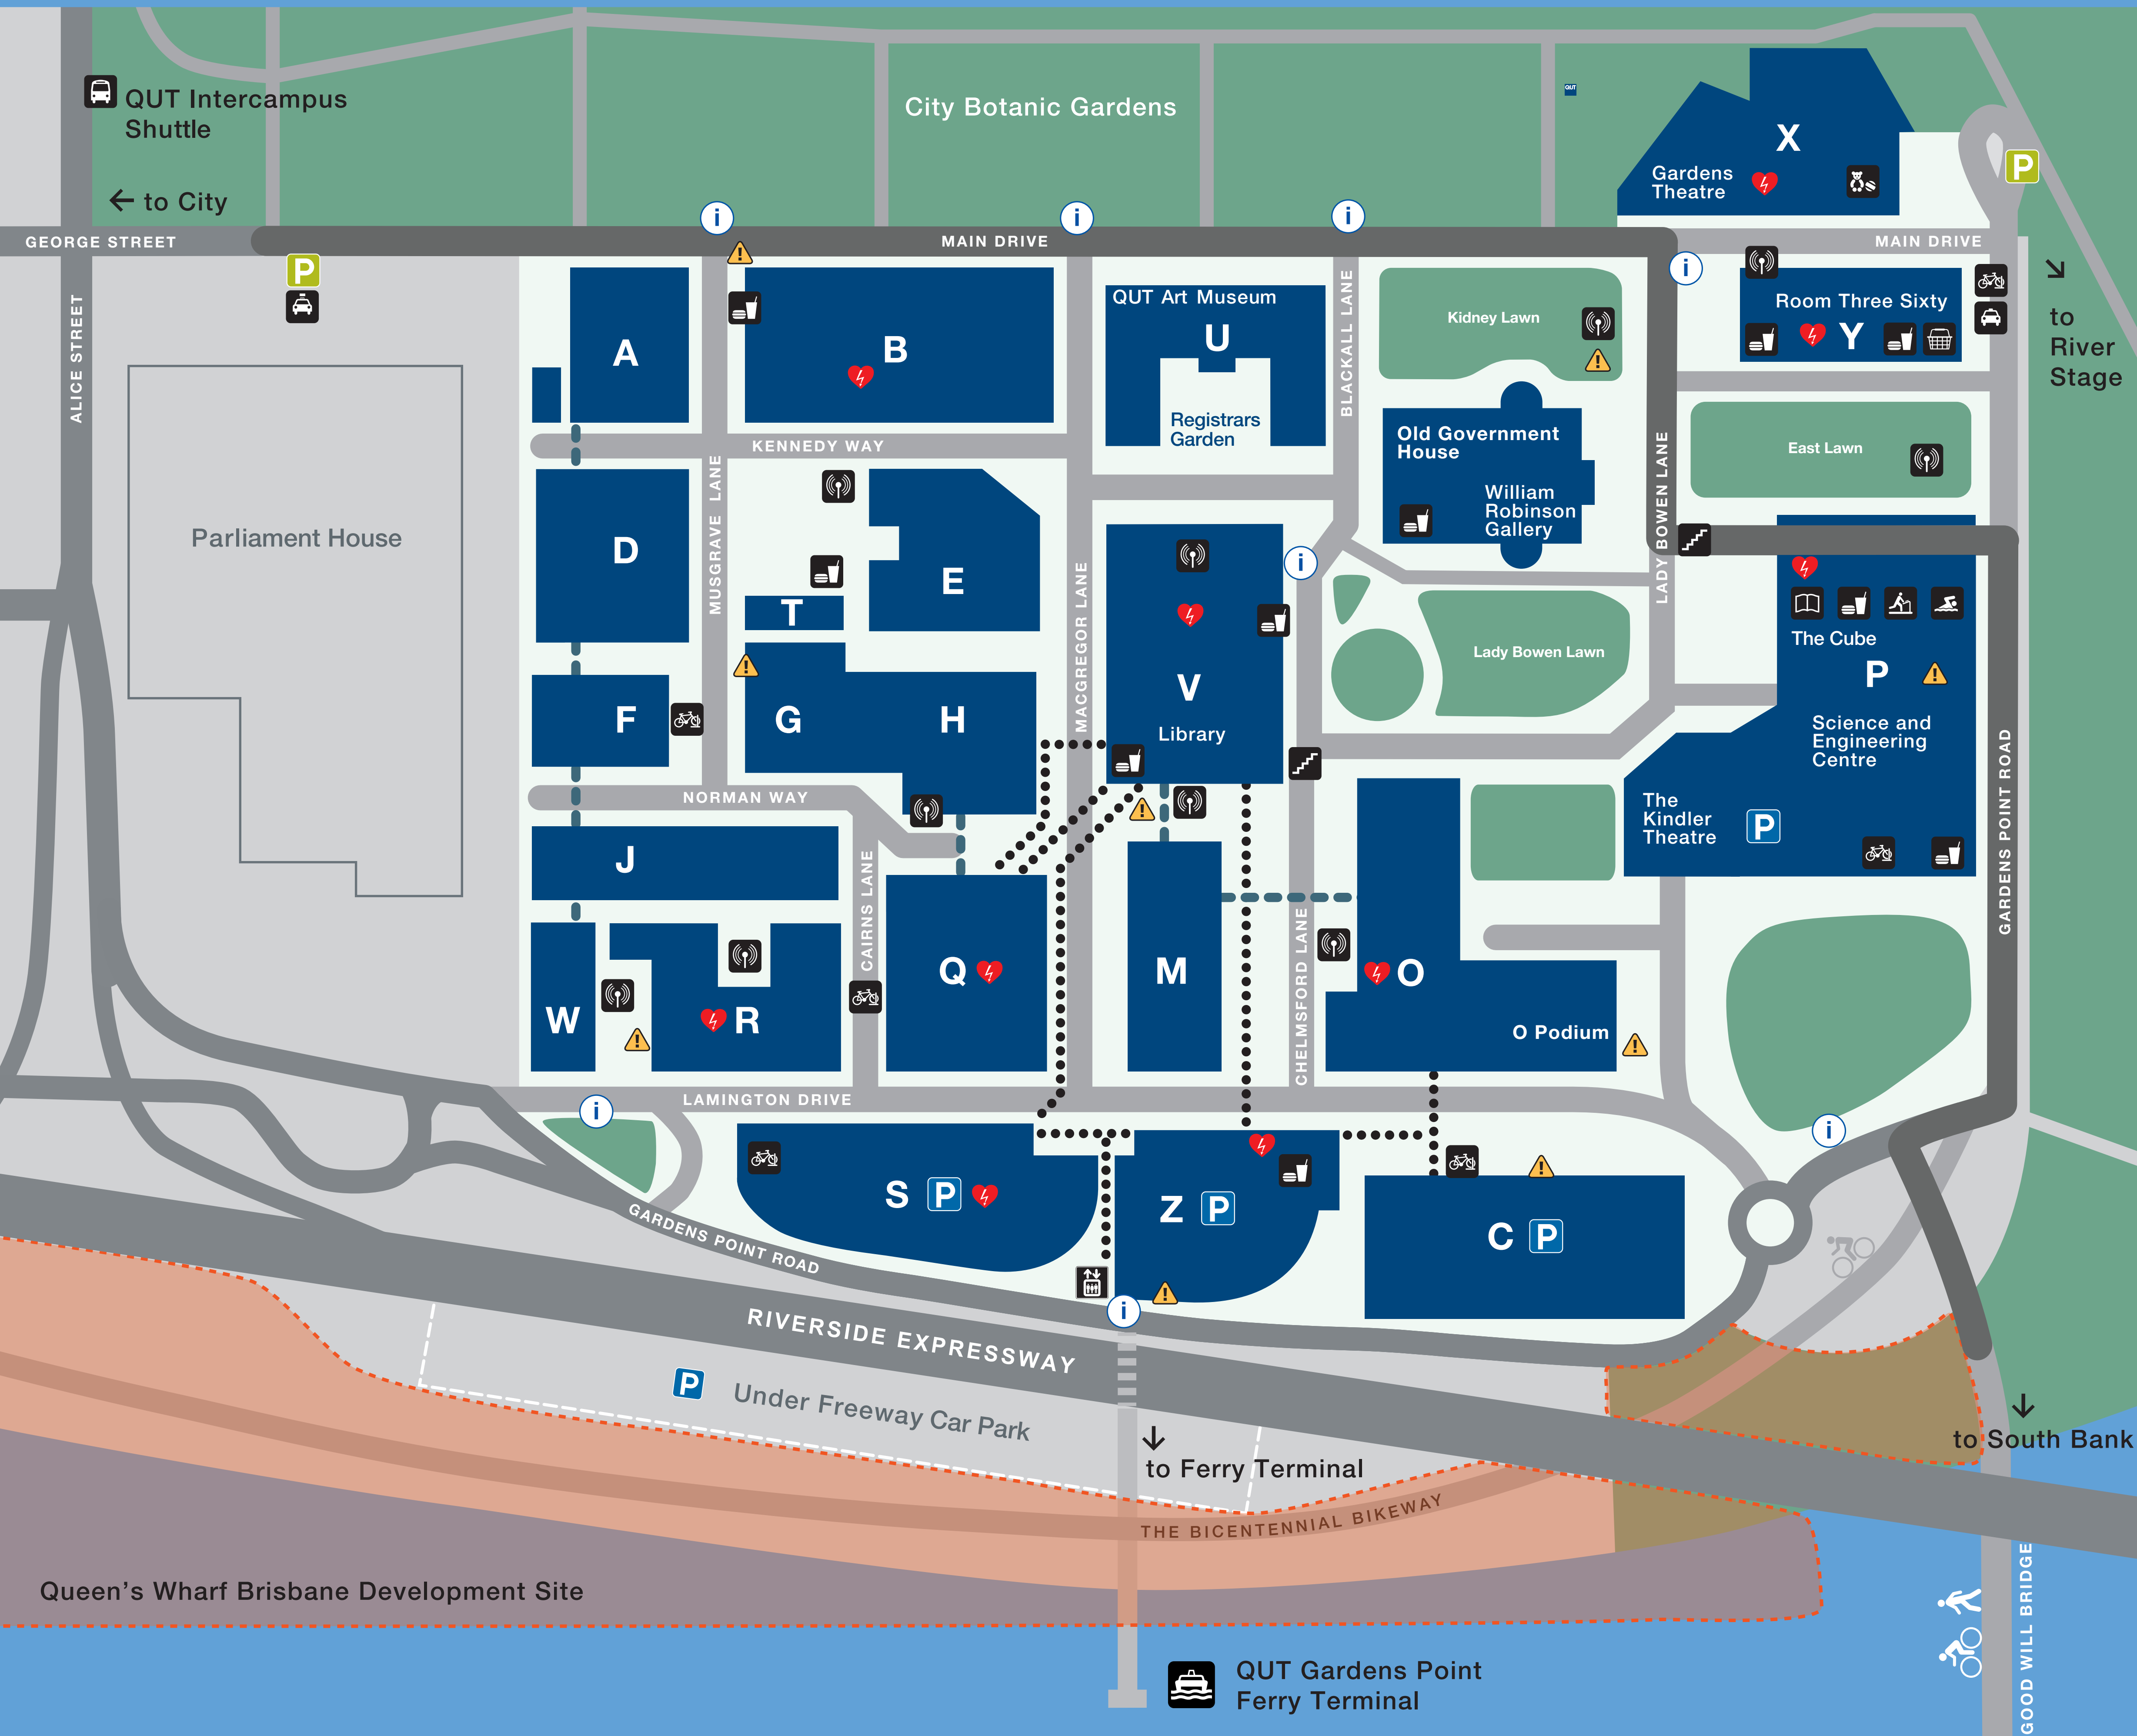 QUT Intercampus
Shuttle
City Botanic Gardens
QUT
X
Gardens
Theatre
P
← to City
i
i
i
GEORGE STREET
MAIN DRIVE
MAIN DRIVE
i
P
ALICE STREET
A
B
QUT Art Museum
U
Registrars
Garden
BLACKALL LANE
Kidney Lawn
Room Three Sixty
Y
to
River
Stage
KENNEDY WAY
Old Government
House
William
Robinson
Gallery
LADY BOWEN LANE
East Lawn
Parliament House
D
MUSGRAVE LANE
E
T
MACGREGOR LANE
i
V
Library
Lady Bowen Lawn
The Cube
P
Science and
Engineering
Centre
GARDENS POINT ROAD
F
G
H
NORMAN WAY
The
Kindler
Theatre
P
J
CAIRNS LANE
Q
M
CHELMSFORD LANE
O
O Podium
W
R
LAMINGTON DRIVE
i
i
S
P
Z
P
C
P
GARDENS POINT ROAD
i
RIVERSIDE EXPRESSWAY
P
Under Freeway Car Park
to Ferry Terminal
to South Bank
THE BICENTENNIAL BIKEWAY
Queen’s Wharf Brisbane Development Site
GOOD WILL BRIDGE
QUT Gardens Point
Ferry Terminal